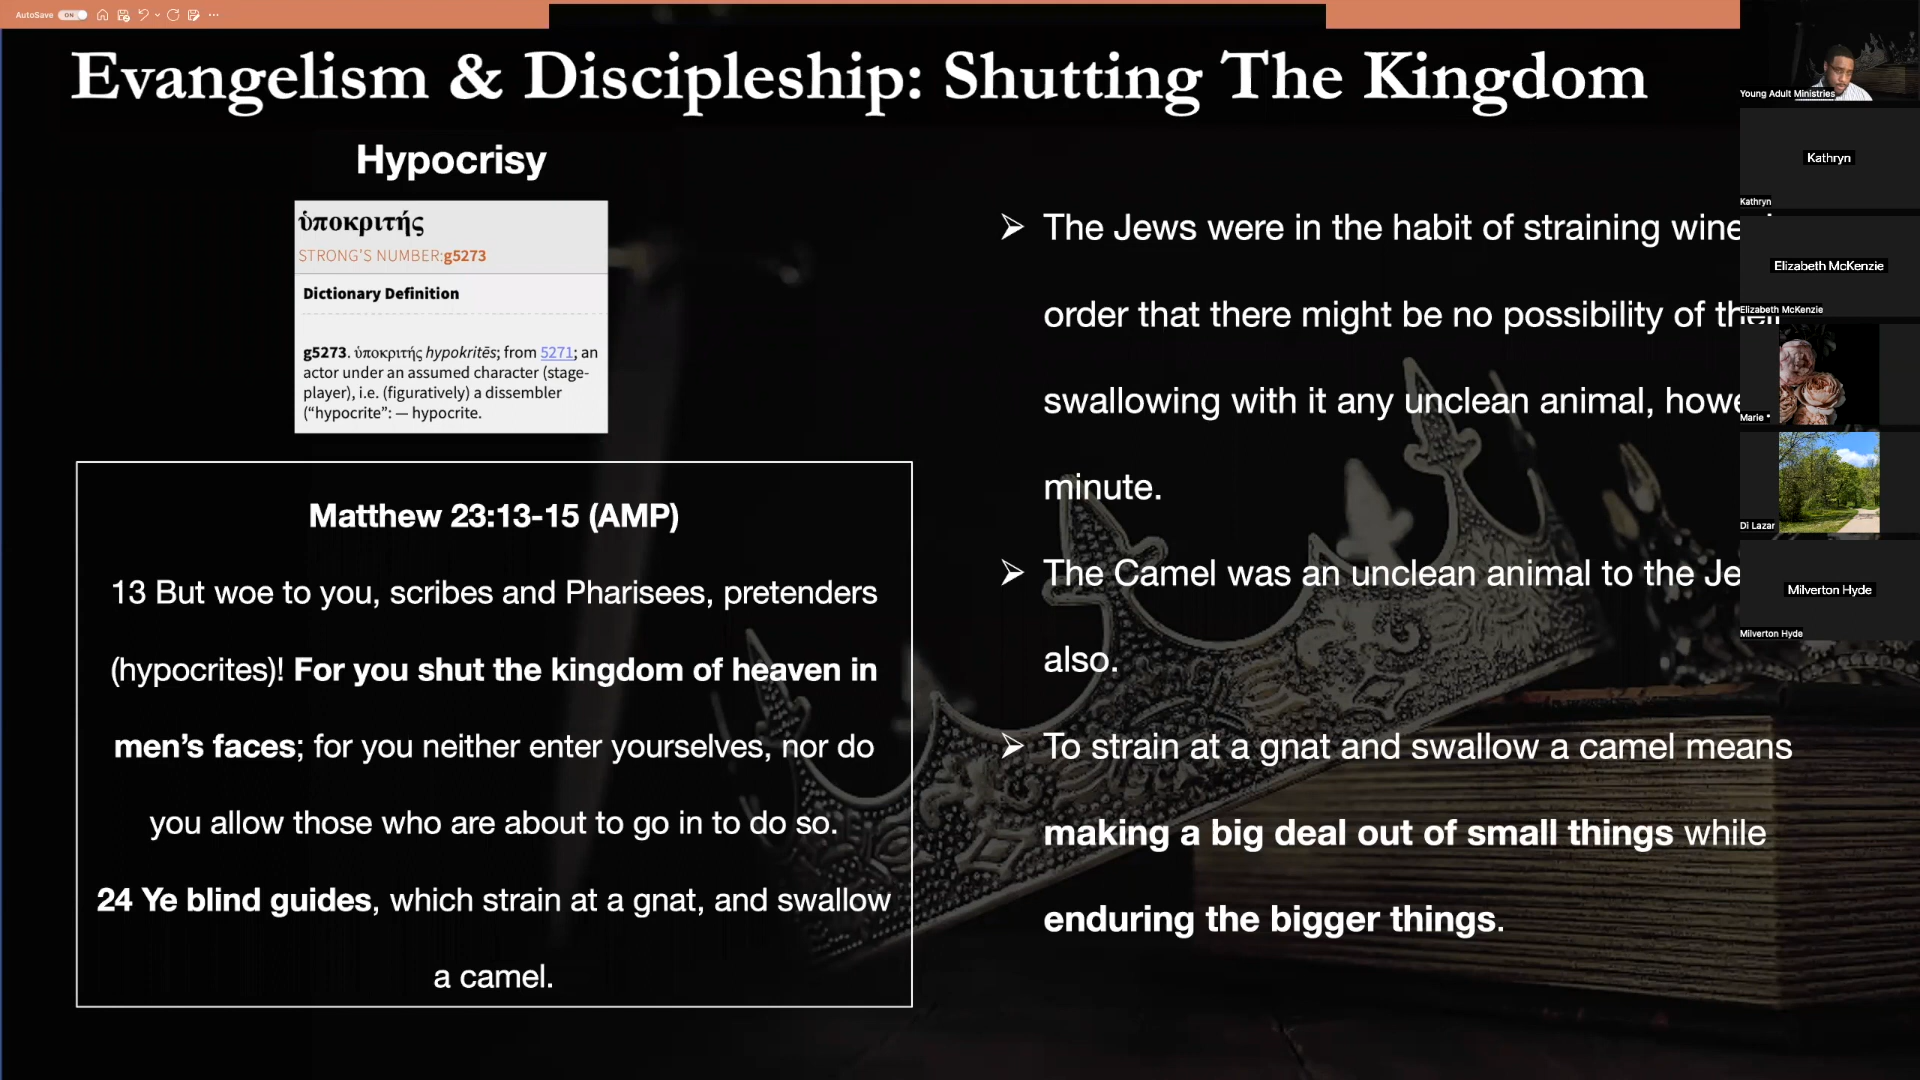 AutoSave ON
Evangelism & Discipleship: Shutting The Kingdom
Hypocrisy
ὑποκριτής
STRONG'S NUMBER:g5273
Dictionary Definition
g5273. ὑποκριτής hypokritēs; from 5271; an
actor under an assumed character (stage-
player), i.e. (figuratively) a dissembler
("hypocrite": — hypocrite.
Matthew 23:13-15 (AMP)
13 But woe to you, scribes and Pharisees, pretenders
(hypocrites)! For you shut the kingdom of heaven in
men’s faces; for you neither enter yourselves, nor do
you allow those who are about to go in to do so.
24 Ye blind guides, which strain at a gnat, and swallow
a camel.
➢ The Jews were in the habit of straining wine
order that there might be no possibility of
swallowing with it any unclean animal,
minute.
➢ The Camel was an unclean animal to the
also.
➢ To strain at a gnat and swallow a camel means
making a big deal out of small things while
enduring the bigger things.
Young Adult Ministries
Kathryn
Kathryn
Elizabeth McKenzie
Elizabeth McKenzie
Marie
Di Lazar
Milverton Hyde
Milverton Hyde